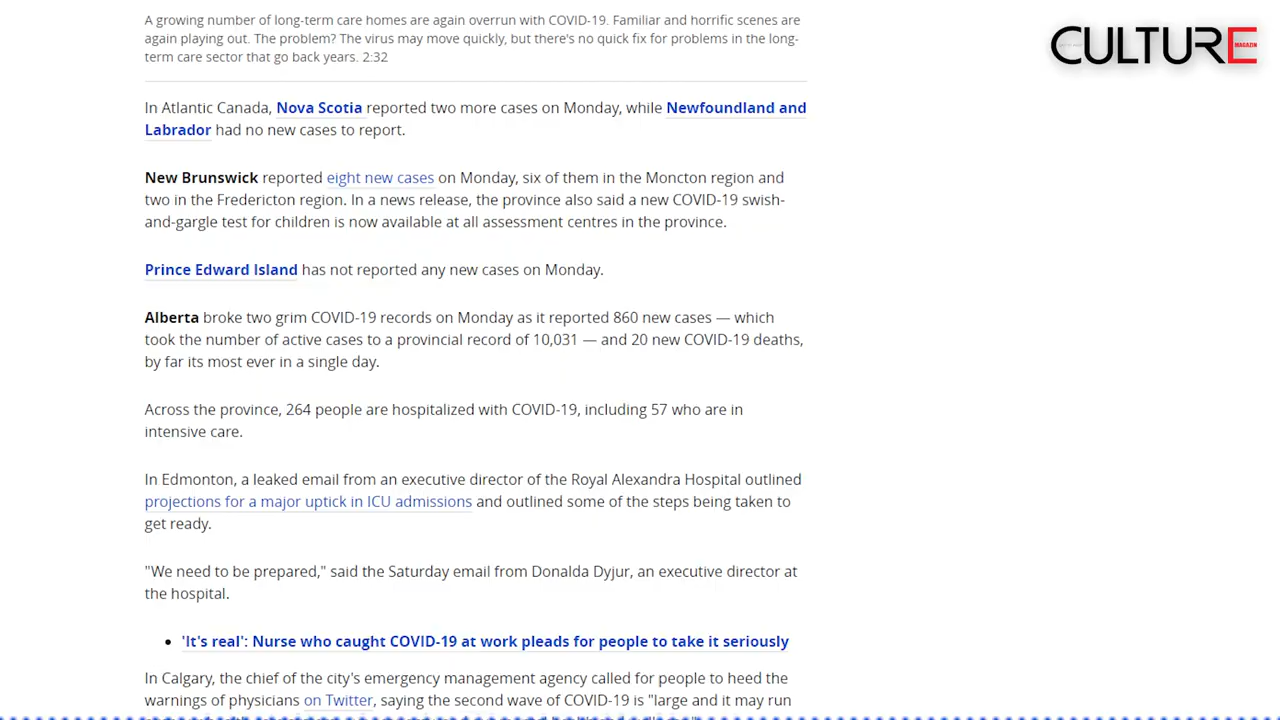 A growing number of long-term care homes are again overrun with COVID-19. Familiar and horrific scenes are
again playing out. The problem? The virus may move quickly, but there's no quick fix for problems in the long-
term care sector that go back years. 2:32
CULTURE
MAGAZIN
In Atlantic Canada, Nova Scotia reported two more cases on Monday, while Newfoundland and
Labrador had no new cases to report.
New Brunswick reported eight new cases on Monday, six of them in the Moncton region and
two in the Fredericton region. In a news release, the province also said a new COVID-19 swish-
and-gargle test for children is now available at all assessment centres in the province.
Prince Edward Island has not reported any new cases on Monday.
Alberta broke two grim COVID-19 records on Monday as it reported 860 new cases — which
took the number of active cases to a provincial record of 10,031 — and 20 new COVID-19 deaths,
by far its most ever in a single day.
Across the province, 264 people are hospitalized with COVID-19, including 57 who are in
intensive care.
In Edmonton, a leaked email from an executive director of the Royal Alexandra Hospital outlined
projections for a major uptick in ICU admissions and outlined some of the steps being taken to
get ready.
"We need to be prepared," said the Saturday email from Donalda Dyjur, an executive director at
the hospital.
• 'It's real': Nurse who caught COVID-19 at work pleads for people to take it seriously
In Calgary, the chief of the city's emergency management agency called for people to heed the
warnings of physicians on Twitter, saying the second wave of COVID-19 is "large and it may run